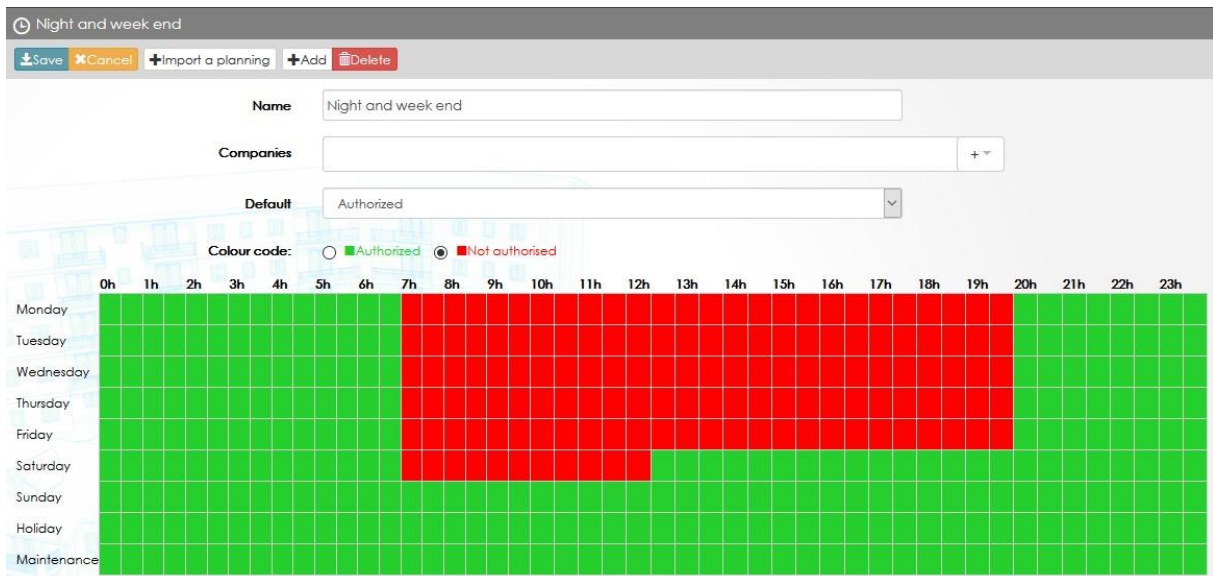 Night and week end
Save Cancel Import a planning Add Delete
Name Night and week end
Companies +
Default Authorized
Colour code: Authorized Not authorised
0h 1h 2h 3h 4h 5h 6h 7h 8h 9h 10h 11h 12h 13h 14h 15h 16h 17h 18h 19h 20h 21h 22h 23h
Monday
Tuesday
Wednesday
Thursday
Friday
Saturday
Sunday
Holiday
Maintenance